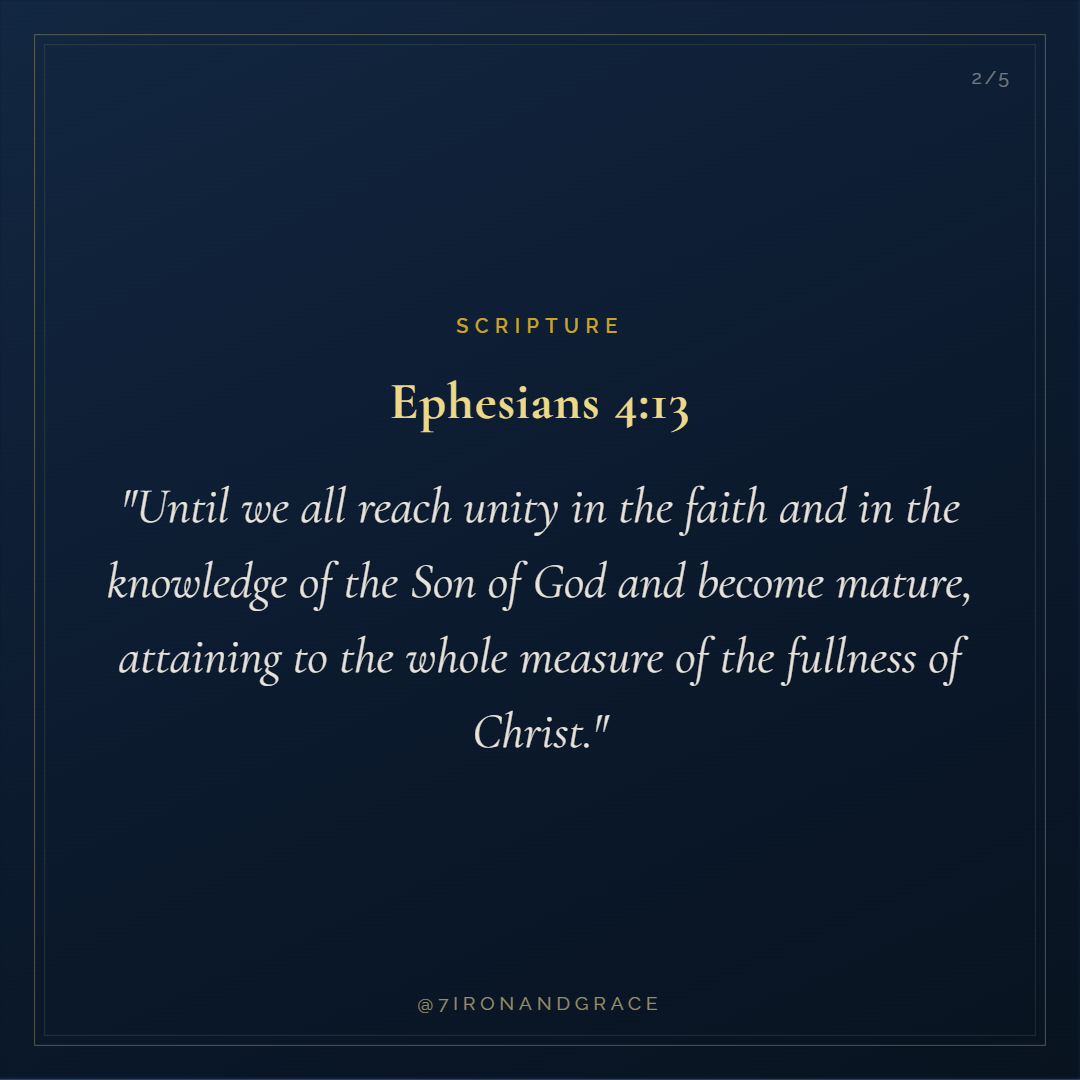 2/5
SCRIPTURE
Ephesians 4:13
"Until we all reach unity in the faith and in the
knowledge of the Son of God and become mature,
attaining to the whole measure of the fullness of
Christ."
@7IRONANDGRACE